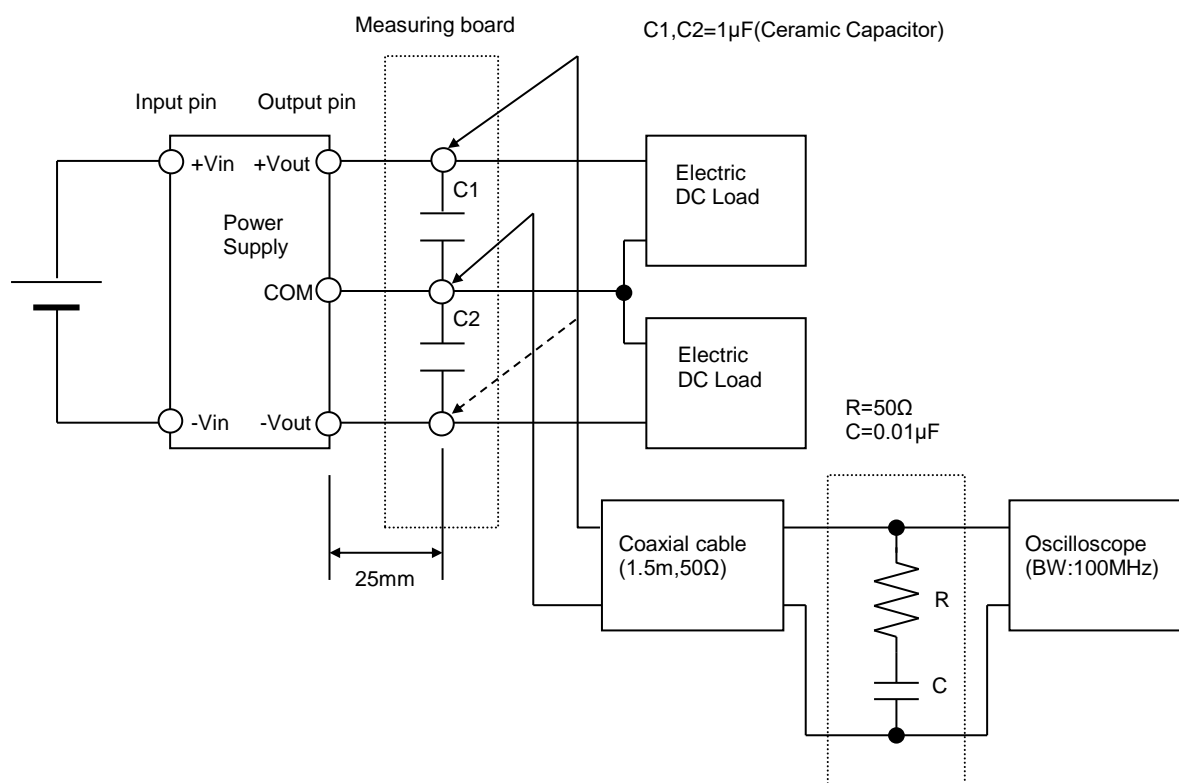 Measuring board
C1,C2=1µF(Ceramic Capacitor)
Input pin
Output pin
+Vin
+Vout
C1
Electric
DC Load
Power
Supply
COM
C2
Electric
DC Load
-Vin
-Vout
R=50Ω
C=0.01µF
25mm
Coaxial cable
(1.5m,50Ω)
Oscilloscope
(BW:100MHz)
R
C